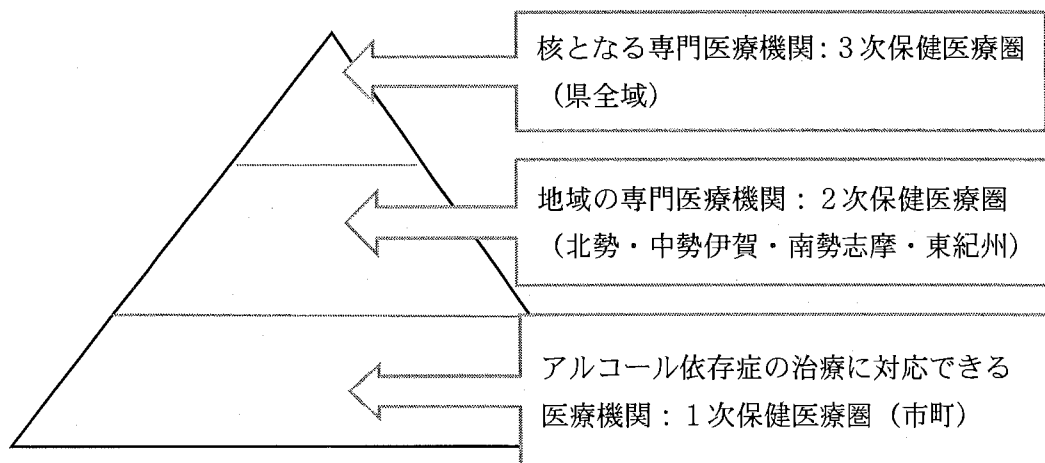 核となる専門医療機関：３次保健医療圏
（県全域）
地域の専門医療機関：２次保健医療圏
（北勢・中勢伊賀・南勢志摩・東紀州）
アルコール依存症の治療に対応できる
医療機関：１次保健医療圏（市町）